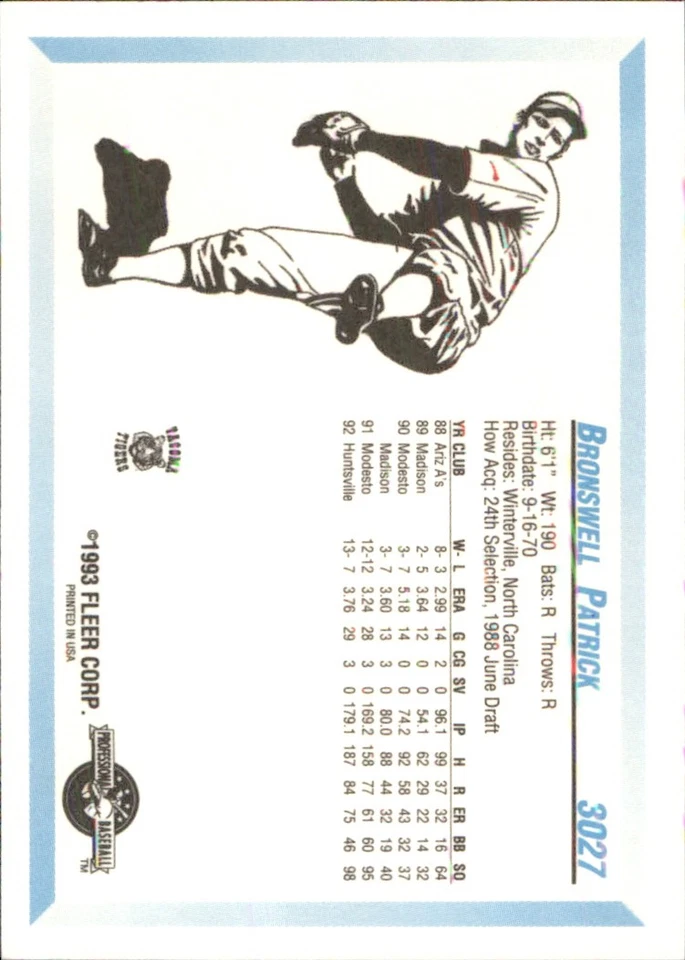 BRONSWELL PATRICK 3027
Ht: 6'1" Wt: 190 Bats: R Throws: R
Birthdate: 9-16-70
Resides: Winterville, North Carolina
How Acq: 24th Selection, 1988 June Draft
YR CLUB W- L ERA G CG SV IP H R ER BB SO
88 Ariz A's 8- 3 2.99 14 2 0 96.1 99 37 32 16 64
89 Madison 2- 5 3.64 12 0 0 54.1 62 29 22 14 32
90 Modesto 3- 7 5.18 14 0 0 74.2 92 58 43 32 37
Madison 3- 7 3.60 13 3 0 80.0 88 44 32 19 40
91 Modesto 12-12 3.24 28 3 0 169.2 158 77 61 60 95
92 Huntsville 13- 7 3.76 29 3 0 179.1 187 84 75 46 98
TACOMA
TIGERS
©1993 FLEER CORP.
PRINTED IN USA
PROFESSIONAL
BASEBALL
TM